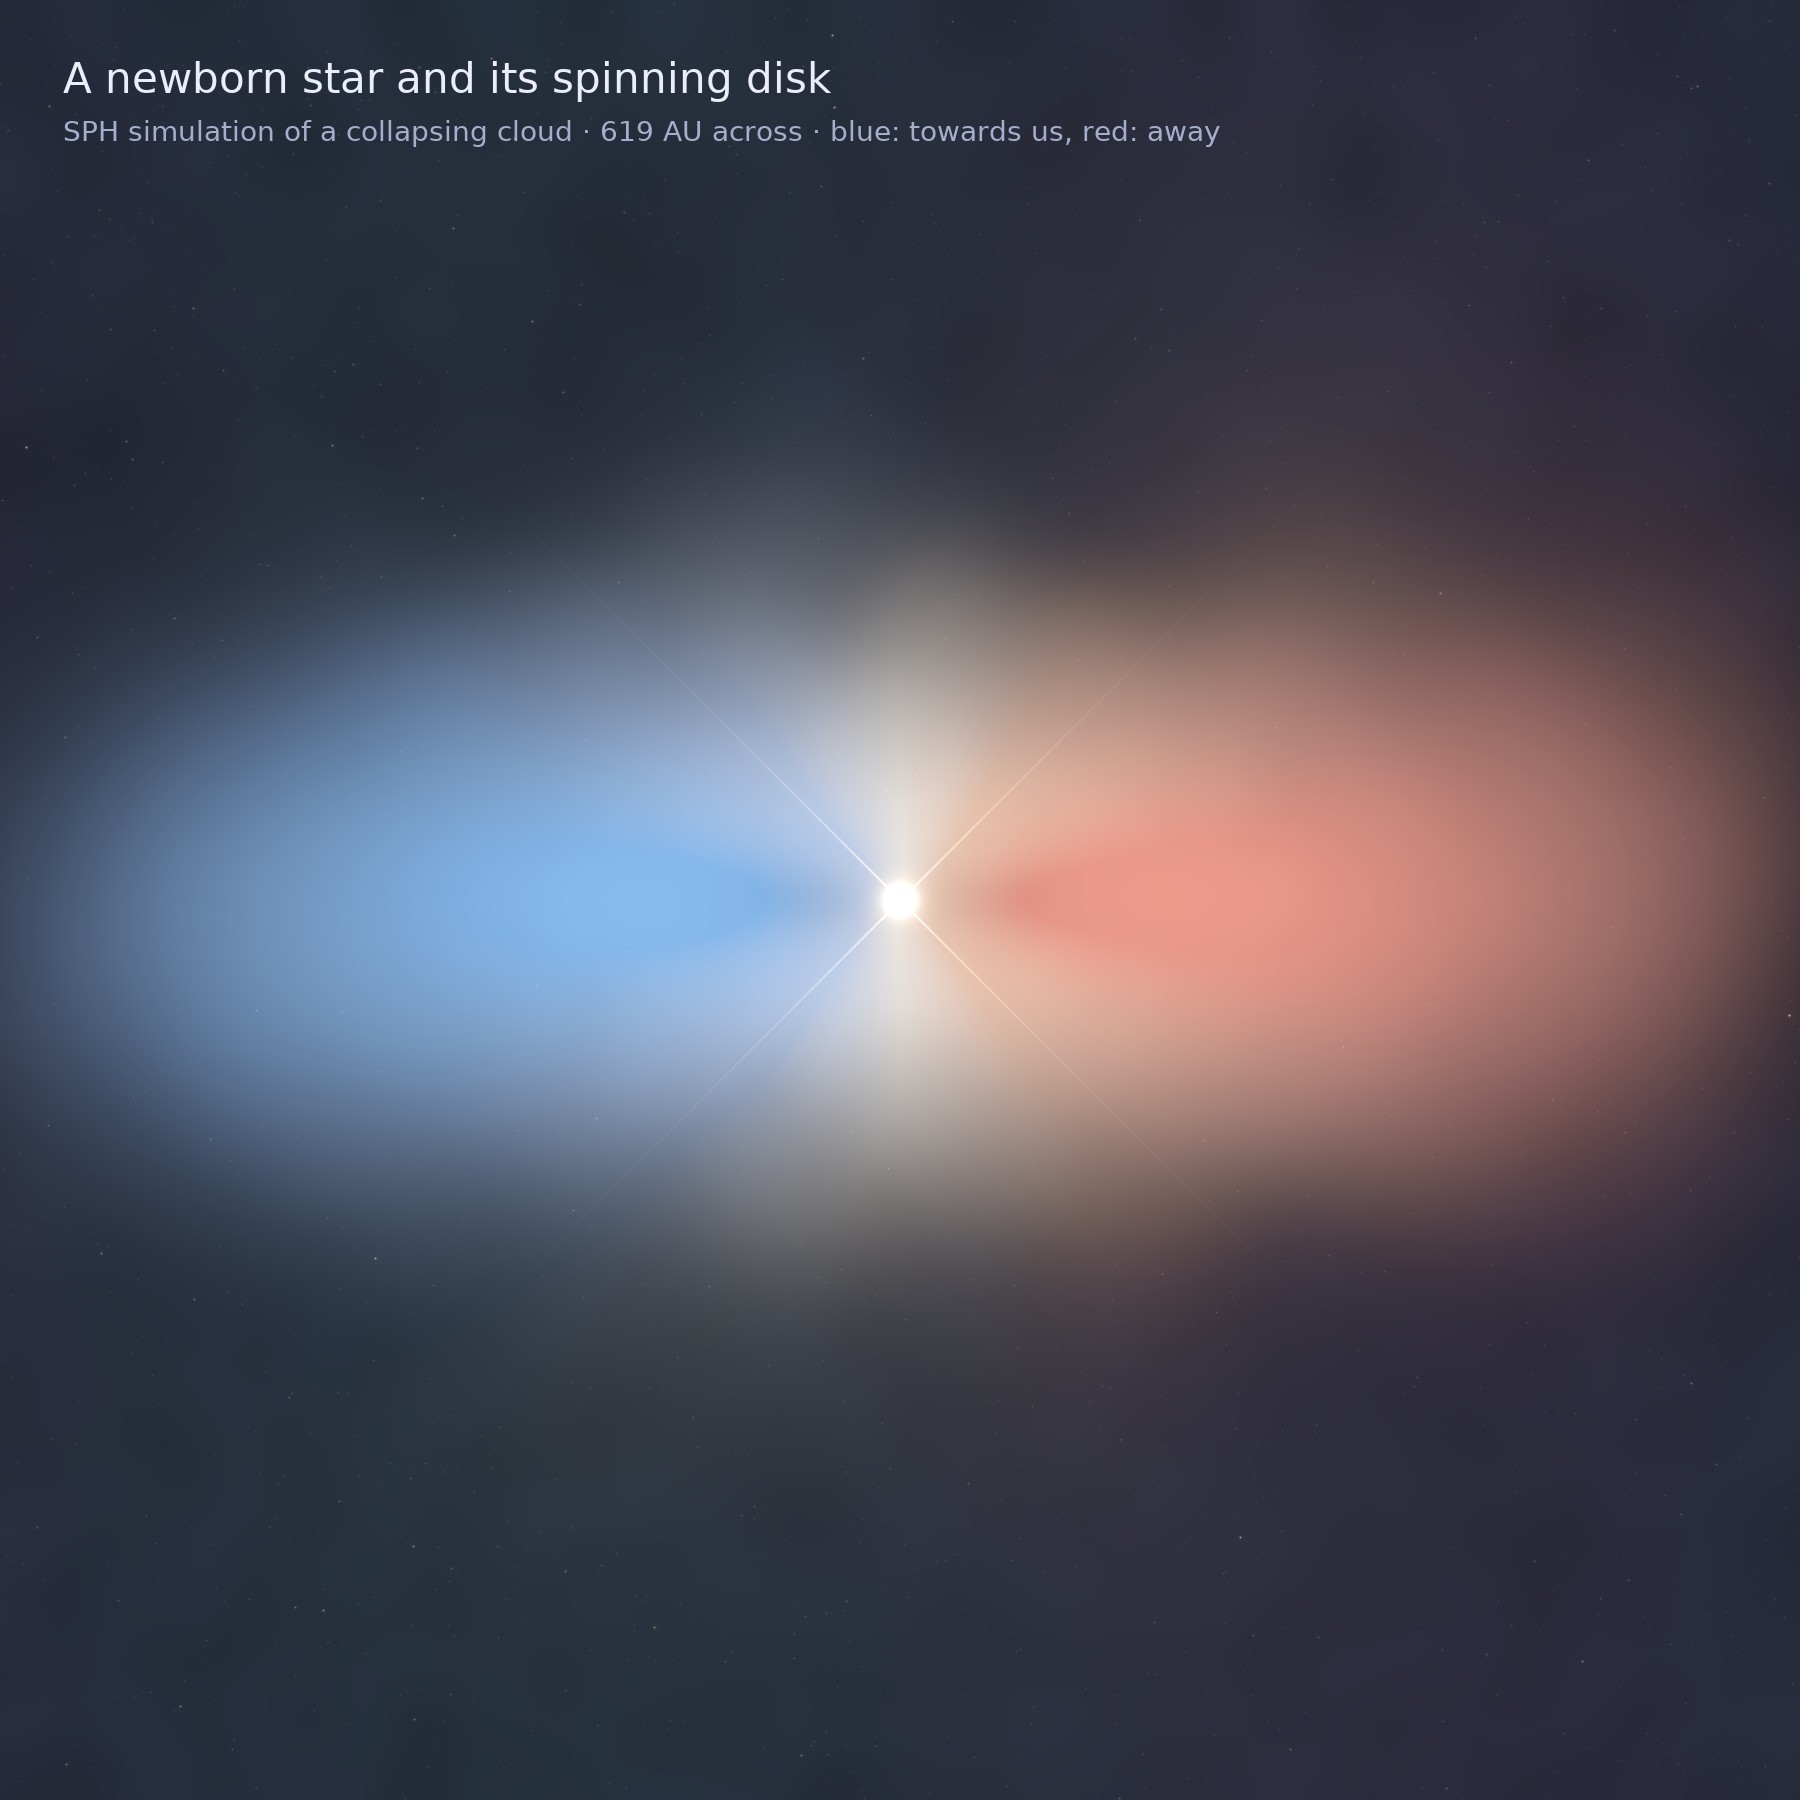 A newborn star and its spinning disk
SPH simulation of a collapsing cloud · 619 AU across · blue: towards us, red: away